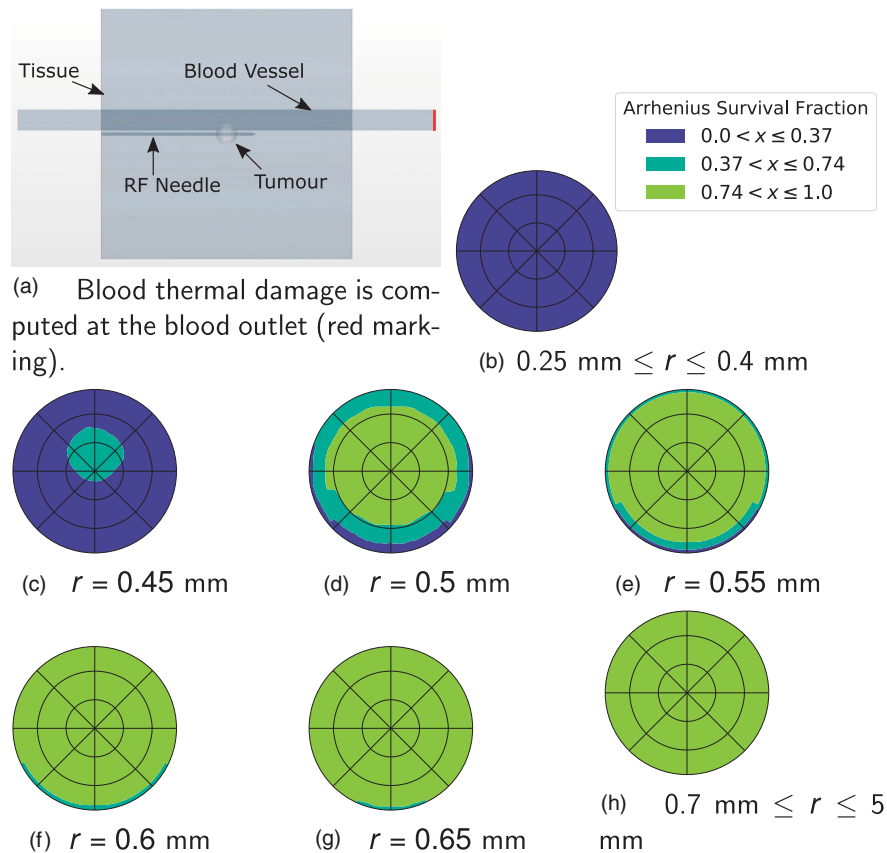 Tissue
Blood Vessel
RF Needle
Tumour
(a) Blood thermal damage is com-
puted at the blood outlet (red mark-
ing).
Arrhenius Survival Fraction
0.0 < x ≤ 0.37
0.37 < x ≤ 0.74
0.74 < x ≤ 1.0
(b) 0.25 mm ≤ r ≤ 0.4 mm
(c) r = 0.45 mm
(d) r = 0.5 mm
(e) r = 0.55 mm
(f) r = 0.6 mm
(g) r = 0.65 mm
(h) 0.7 mm ≤ r ≤ 5
mm